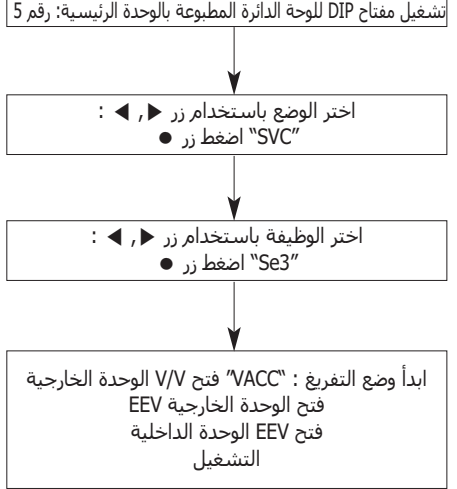 تشغيل مفتاح DIP للوحة الدائرة المطبوعة بالوحدة الرئيسية: رقم 5
اختر الوضع باستخدام زر ▶ , ◀ :
"SVC" اضغط زر ●
اختر الوظيفة باستخدام زر ▶ , ◀ :
"Se3" اضغط زر ●
ابدأ وضع التفريغ : "VACC" فتح V/V الوحدة الخارجية
فتح الوحدة الخارجية EEV
فتح EEV الوحدة الداخلية
التشغيل